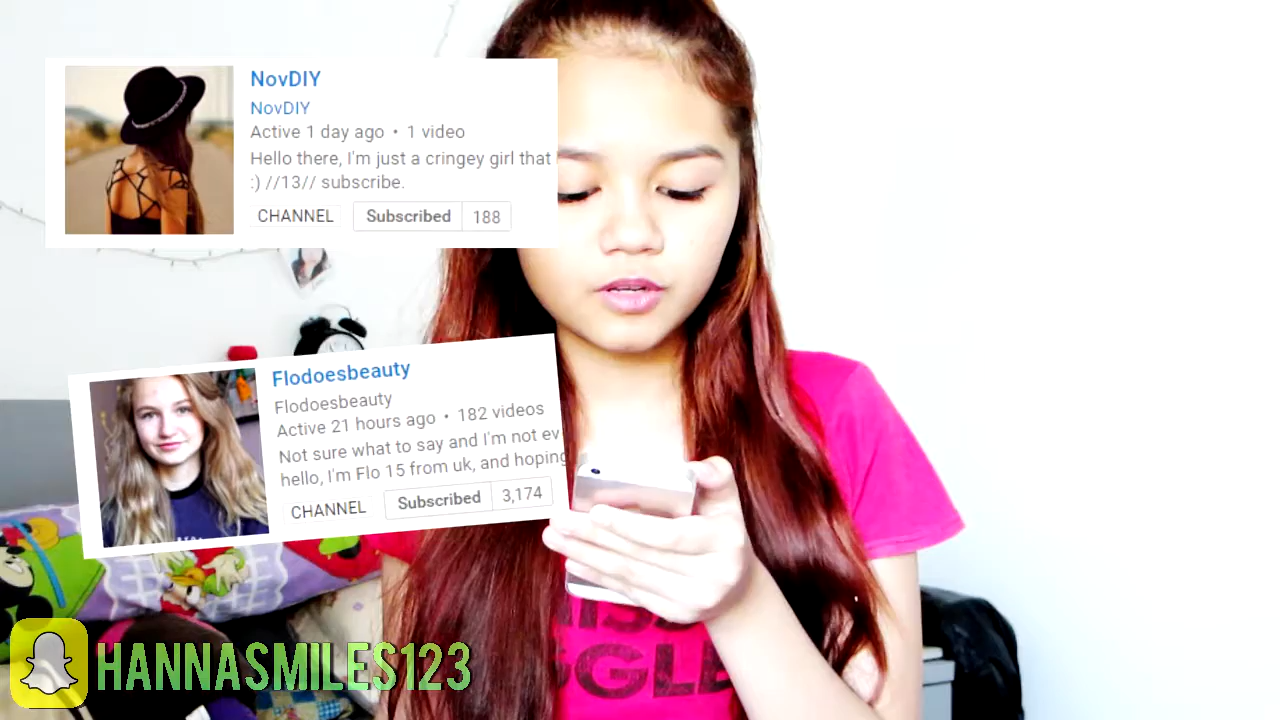 NovDIY
NovDIY
Active 1 day ago • 1 video
Hello there, I'm just a cringey girl that
:) //13// subscribe.
CHANNEL Subscribed 188
Flodoesbeauty
Flodoesbeauty
Active 21 hours ago • 182 videos
Not sure what to say and I'm not ev
hello, I'm Flo 15 from uk, and hoping
CHANNEL Subscribed 3,174
HANNASMILES123